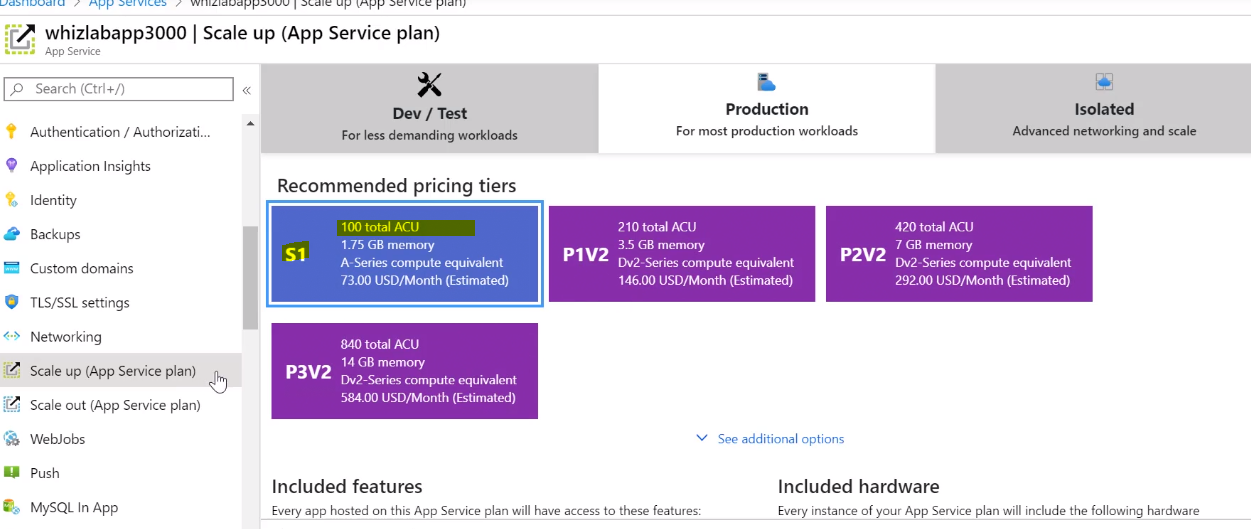 Dashboard > App Services > whizlabapp3000 | Scale up (App Service plan)
whizlabapp3000 | Scale up (App Service plan)
App Service
Search (Ctrl+/)
«
Authentication / Authorizati...
Application Insights
Identity
Backups
Custom domains
TLS/SSL settings
Networking
Scale up (App Service plan)
Scale out (App Service plan)
WebJobs
Push
MySQL In App
Dev / Test
For less demanding workloads
Production
For most production workloads
Isolated
Advanced networking and scale
Recommended pricing tiers
S1
100 total ACU
1.75 GB memory
A-Series compute equivalent
73.00 USD/Month (Estimated)
P1V2
210 total ACU
3.5 GB memory
Dv2-Series compute equivalent
146.00 USD/Month (Estimated)
P2V2
420 total ACU
7 GB memory
Dv2-Series compute equivalent
292.00 USD/Month (Estimated)
P3V2
840 total ACU
14 GB memory
Dv2-Series compute equivalent
584.00 USD/Month (Estimated)
See additional options
Included features
Every app hosted on this App Service plan will have access to these features:
Included hardware
Every instance of your App Service plan will include the following hardware